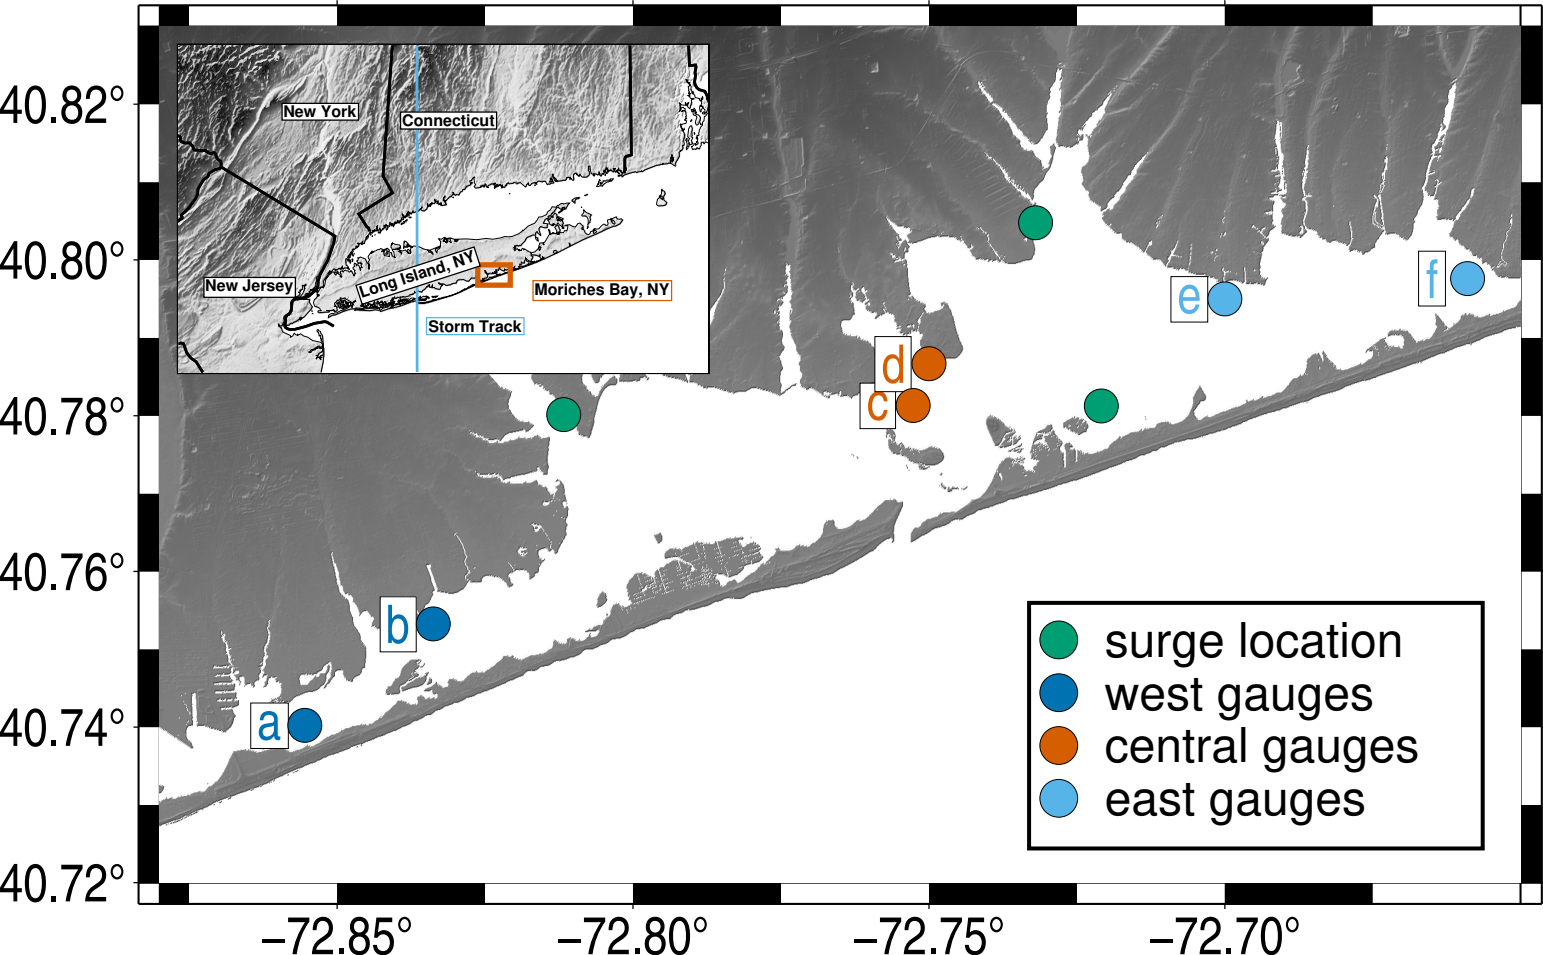 40.82°
40.80°
40.78°
40.76°
40.74°
40.72°
−72.85°
−72.80°
−72.75°
−72.70°
New York
Connecticut
New Jersey
Long Island, NY
Moriches Bay, NY
Storm Track
a
b
c
d
e
f
surge location
west gauges
central gauges
east gauges